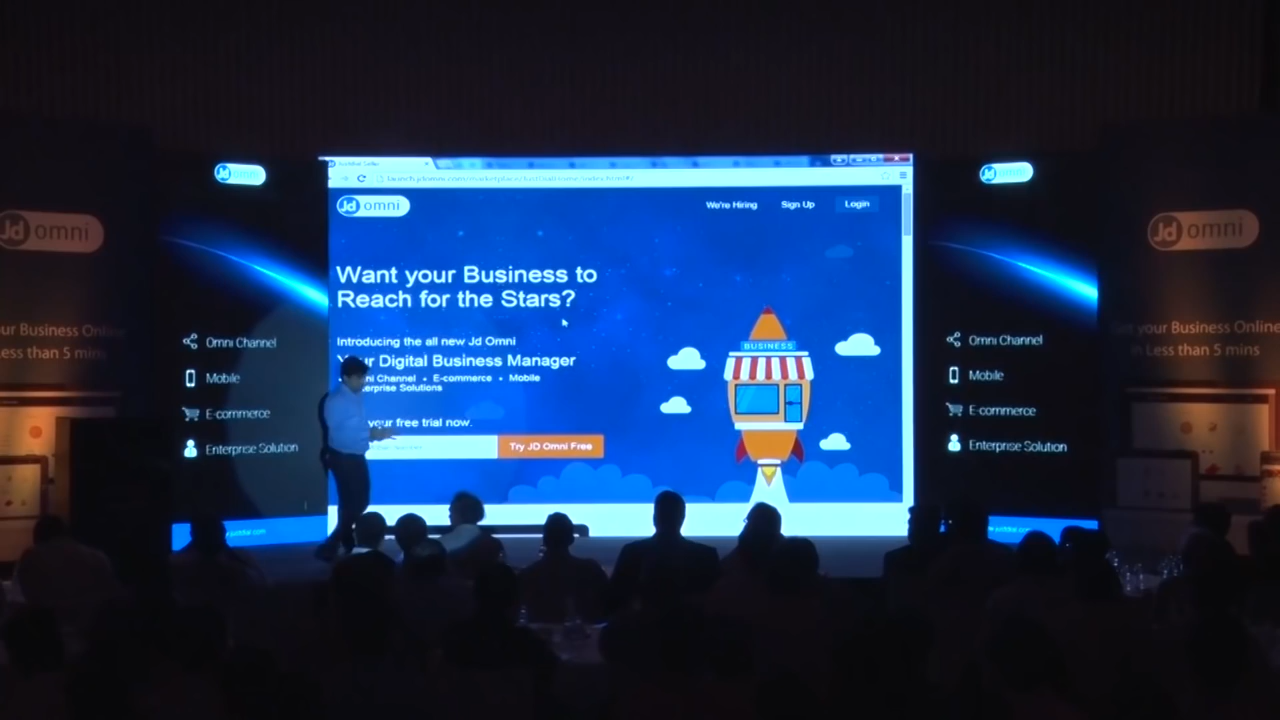 Jd omni
We're Hiring Sign Up Login
Want your Business to
Reach for the Stars?
Introducing the all new Jd Omni
Your Digital Business Manager
Channel • E-commerce • Mobile
Solutions
your free trial now.
Try JD Omni Free
BUSINESS
Jd omni
Omni Channel
Mobile
E-commerce
Enterprise Solution
Jd omni
Omni Channel
Mobile
E-commerce
Enterprise Solution
Jd omni
Business
Less than 5 mins
Jd omni
your Business Online
Less than 5 mins